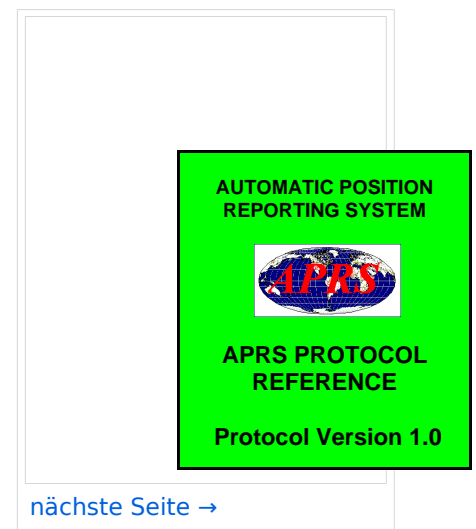 AUTOMATIC POSITION
REPORTING SYSTEM
APRS
APRS PROTOCOL
REFERENCE
Protocol Version 1.0
nächste Seite →